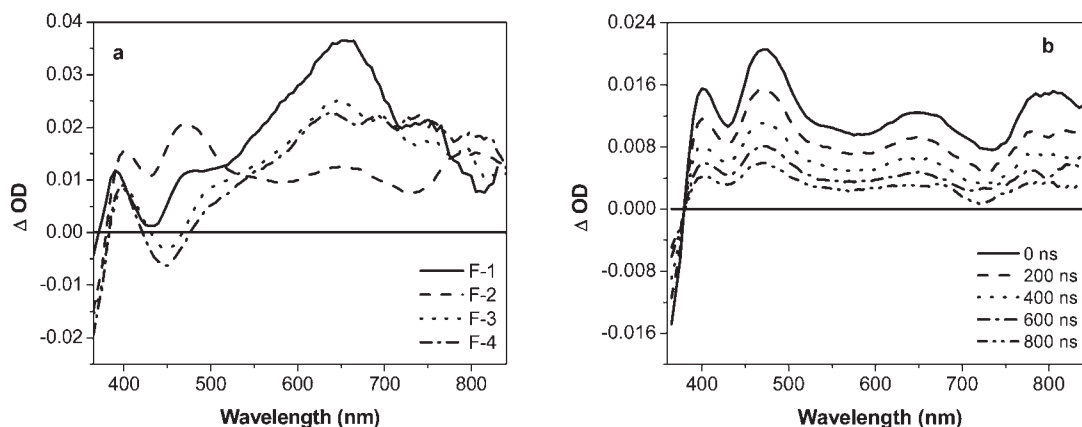 a
Δ OD
0.04
0.03
0.02
0.01
0.00
-0.01
-0.02
F-1
F-2
F-3
F-4
400 500 600 700 800
Wavelength (nm)
b
Δ OD
0.024
0.016
0.008
0.000
-0.008
-0.016
0 ns
200 ns
400 ns
600 ns
800 ns
400 500 600 700 800
Wavelength (nm)